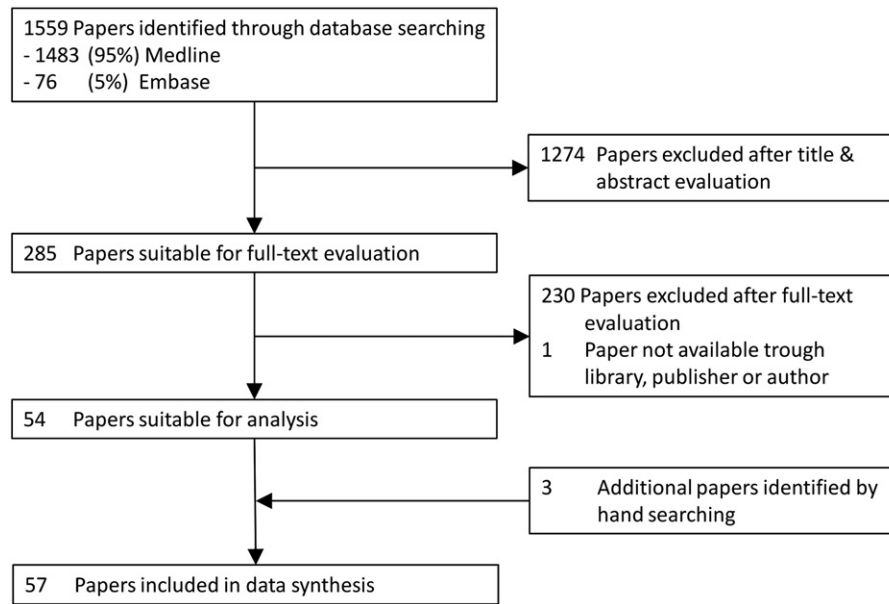 1559 Papers identified through database searching
- 1483 (95%) Medline
- 76 (5%) Embase
1274 Papers excluded after title &
abstract evaluation
285 Papers suitable for full-text evaluation
230 Papers excluded after full-text
evaluation
1 Paper not available trough
library, publisher or author
54 Papers suitable for analysis
3 Additional papers identified by
hand searching
57 Papers included in data synthesis